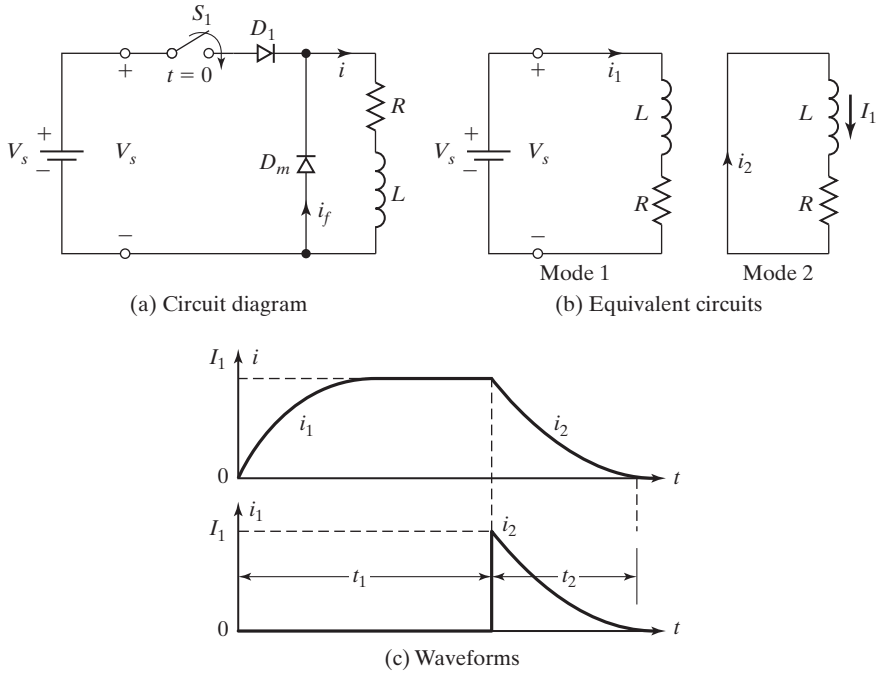 S₁
D₁
+
t = 0
i
+
Vₛ
−
Vₛ
R
Dₘ
L
i_f
−
(a) Circuit diagram
+
i₁
+
Vₛ
−
Vₛ
L
R
−
Mode 1
i₂
L
I₁
R
Mode 2
(b) Equivalent circuits
I₁ i
i₁
i₂
0
t
i₁
I₁
i₂
t₁
t₂
0
t
(c) Waveforms